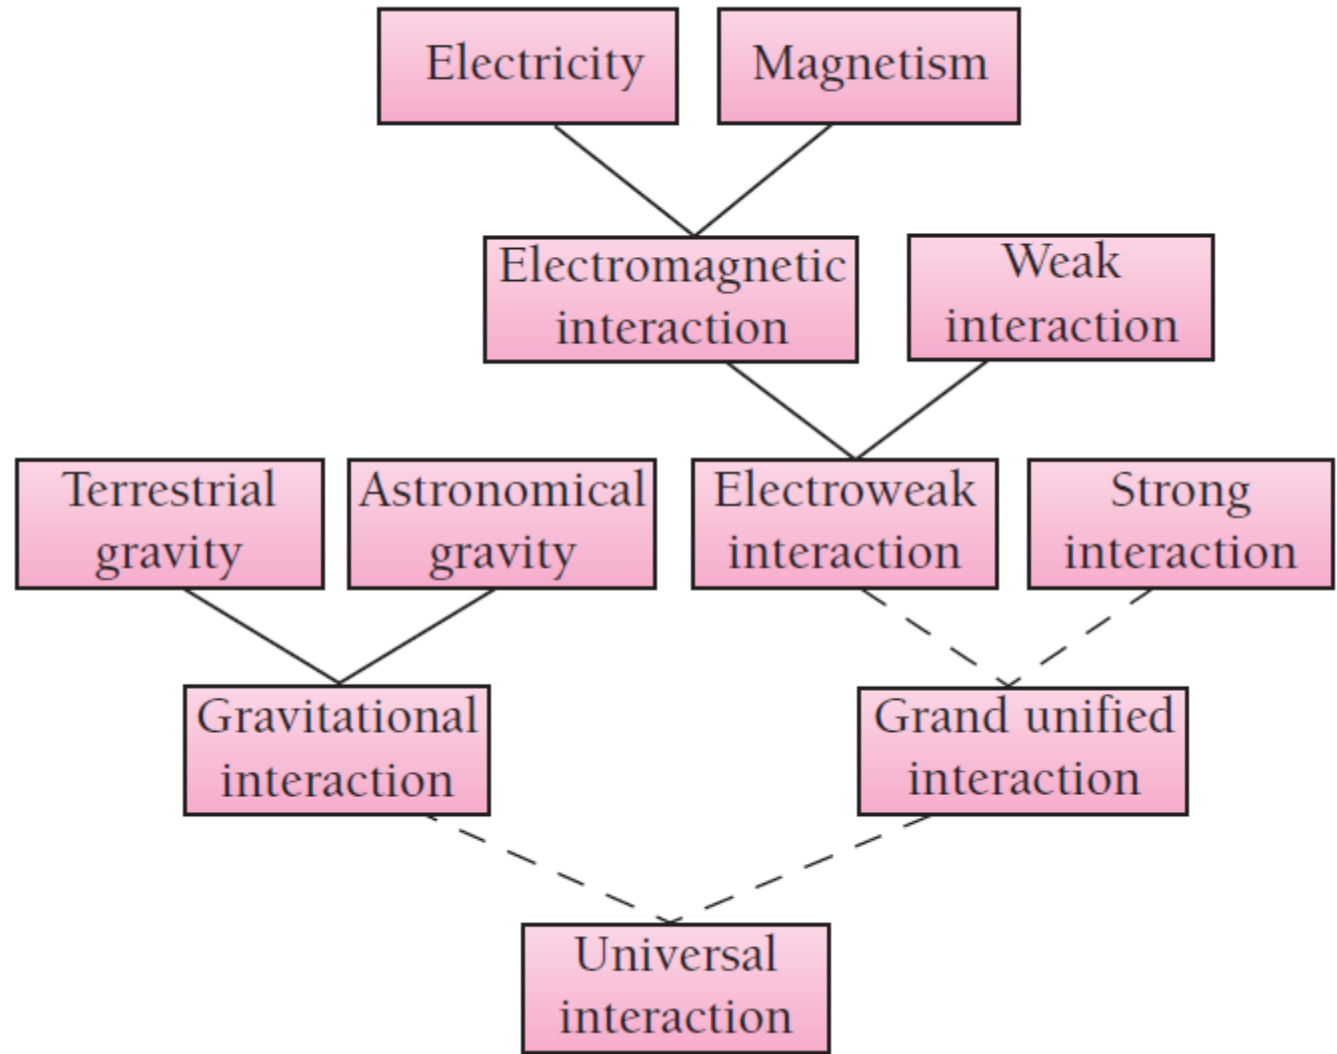 Electricity
Magnetism
Electromagnetic
interaction
Weak
interaction
Terrestrial
gravity
Astronomical
gravity
Electroweak
interaction
Strong
interaction
Gravitational
interaction
Grand unified
interaction
Universal
interaction